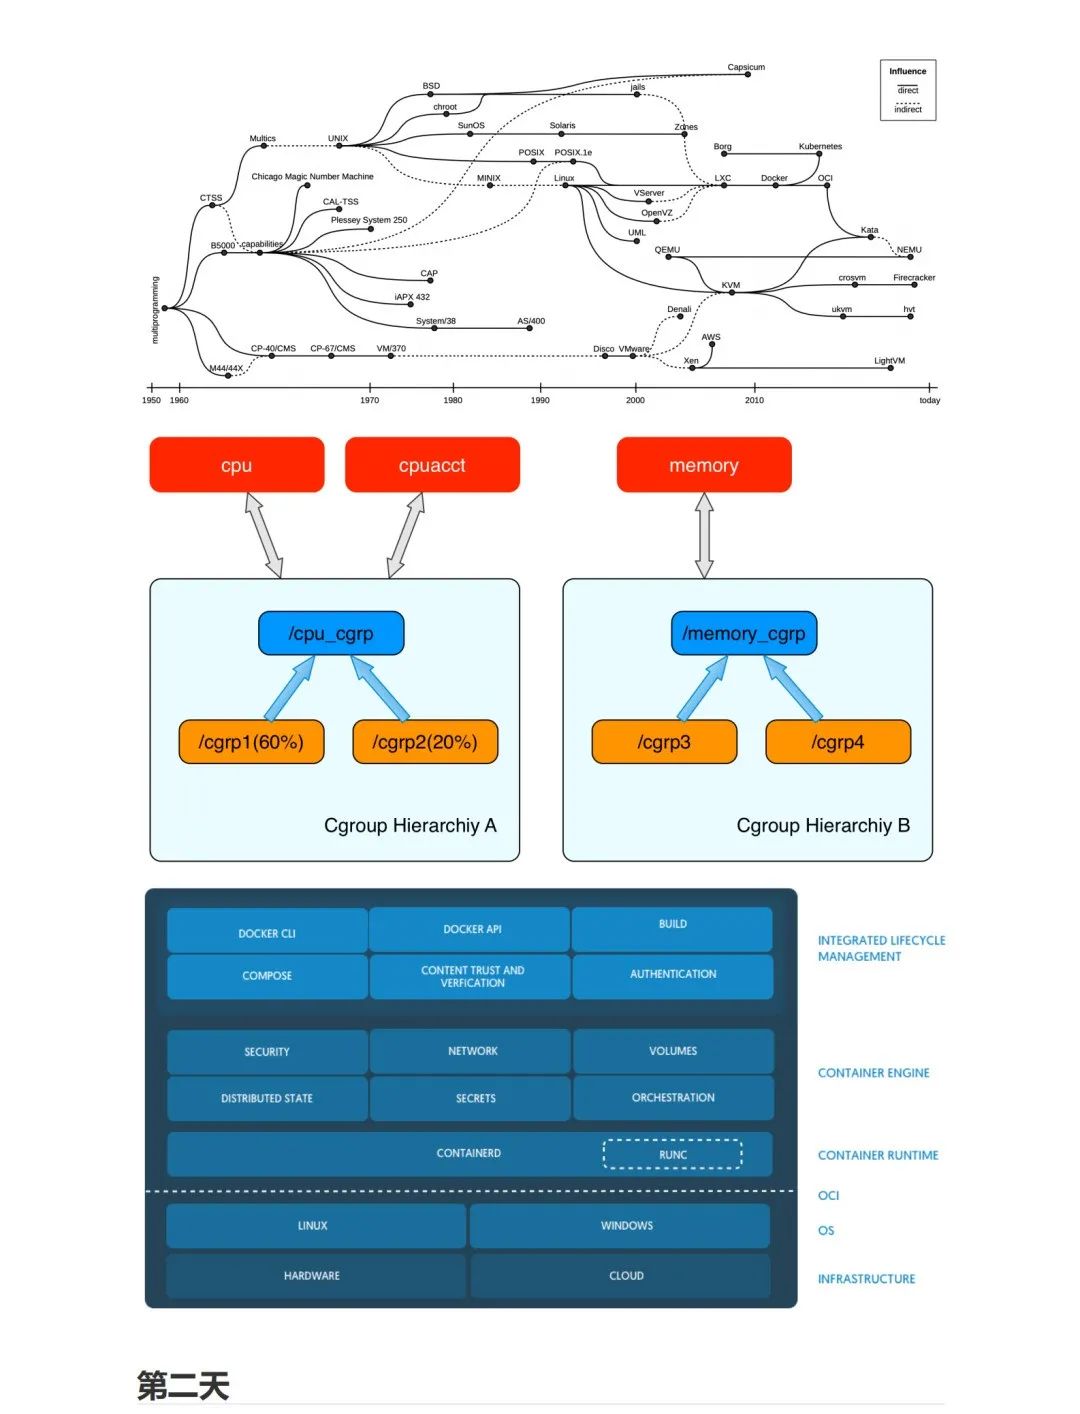 Capsicum
Influence
direct
indirect
BSD
jails
chroot
SunOS
Solaris
Zones
Multics
UNIX
Borg
Kubernetes
POSIX
POSIX.1e
Chicago Magic Number Machine
MINIX
Linux
LXC
Docker
OCI
CTSS
CAL-TSS
VServer
Plessey System 250
OpenVZ
B5000
capabilities
UML
Kata
QEMU
NEMU
CAP
crosvm
Firecracker
multiprogramming
KVM
iAPX 432
System/38
AS/400
Denali
ukvm
hvt
CP-40/CMS
CP-67/CMS
VM/370
Disco
VMware
AWS
M44/44X
Xen
LightVM
1950
1960
1970
1980
1990
2000
2010
today
cpu
cpuacct
memory
/cpu_cgrp
/memory_cgrp
/cgrp1(60%)
/cgrp2(20%)
/cgrp3
/cgrp4
Cgroup Hierarchiy A
Cgroup Hierarchiy B
DOCKER CLI
DOCKER API
BUILD
INTEGRATED LIFECYCLE
MANAGEMENT
COMPOSE
CONTENT TRUST AND
VERFICATION
AUTHENTICATION
SECURITY
NETWORK
VOLUMES
CONTAINER ENGINE
DISTRIBUTED STATE
SECRETS
ORCHESTRATION
CONTAINERD
RUNC
CONTAINER RUNTIME
OCI
LINUX
WINDOWS
OS
HARDWARE
CLOUD
INFRASTRUCTURE
第二天